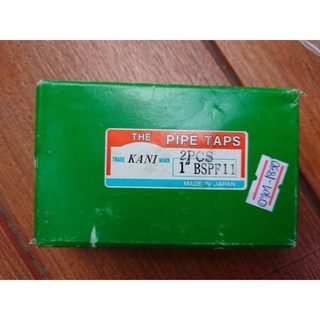 THE PIPE TAPS
TRADE KANI MARK
2PCS
1" BSPF11
MADE IN JAPAN